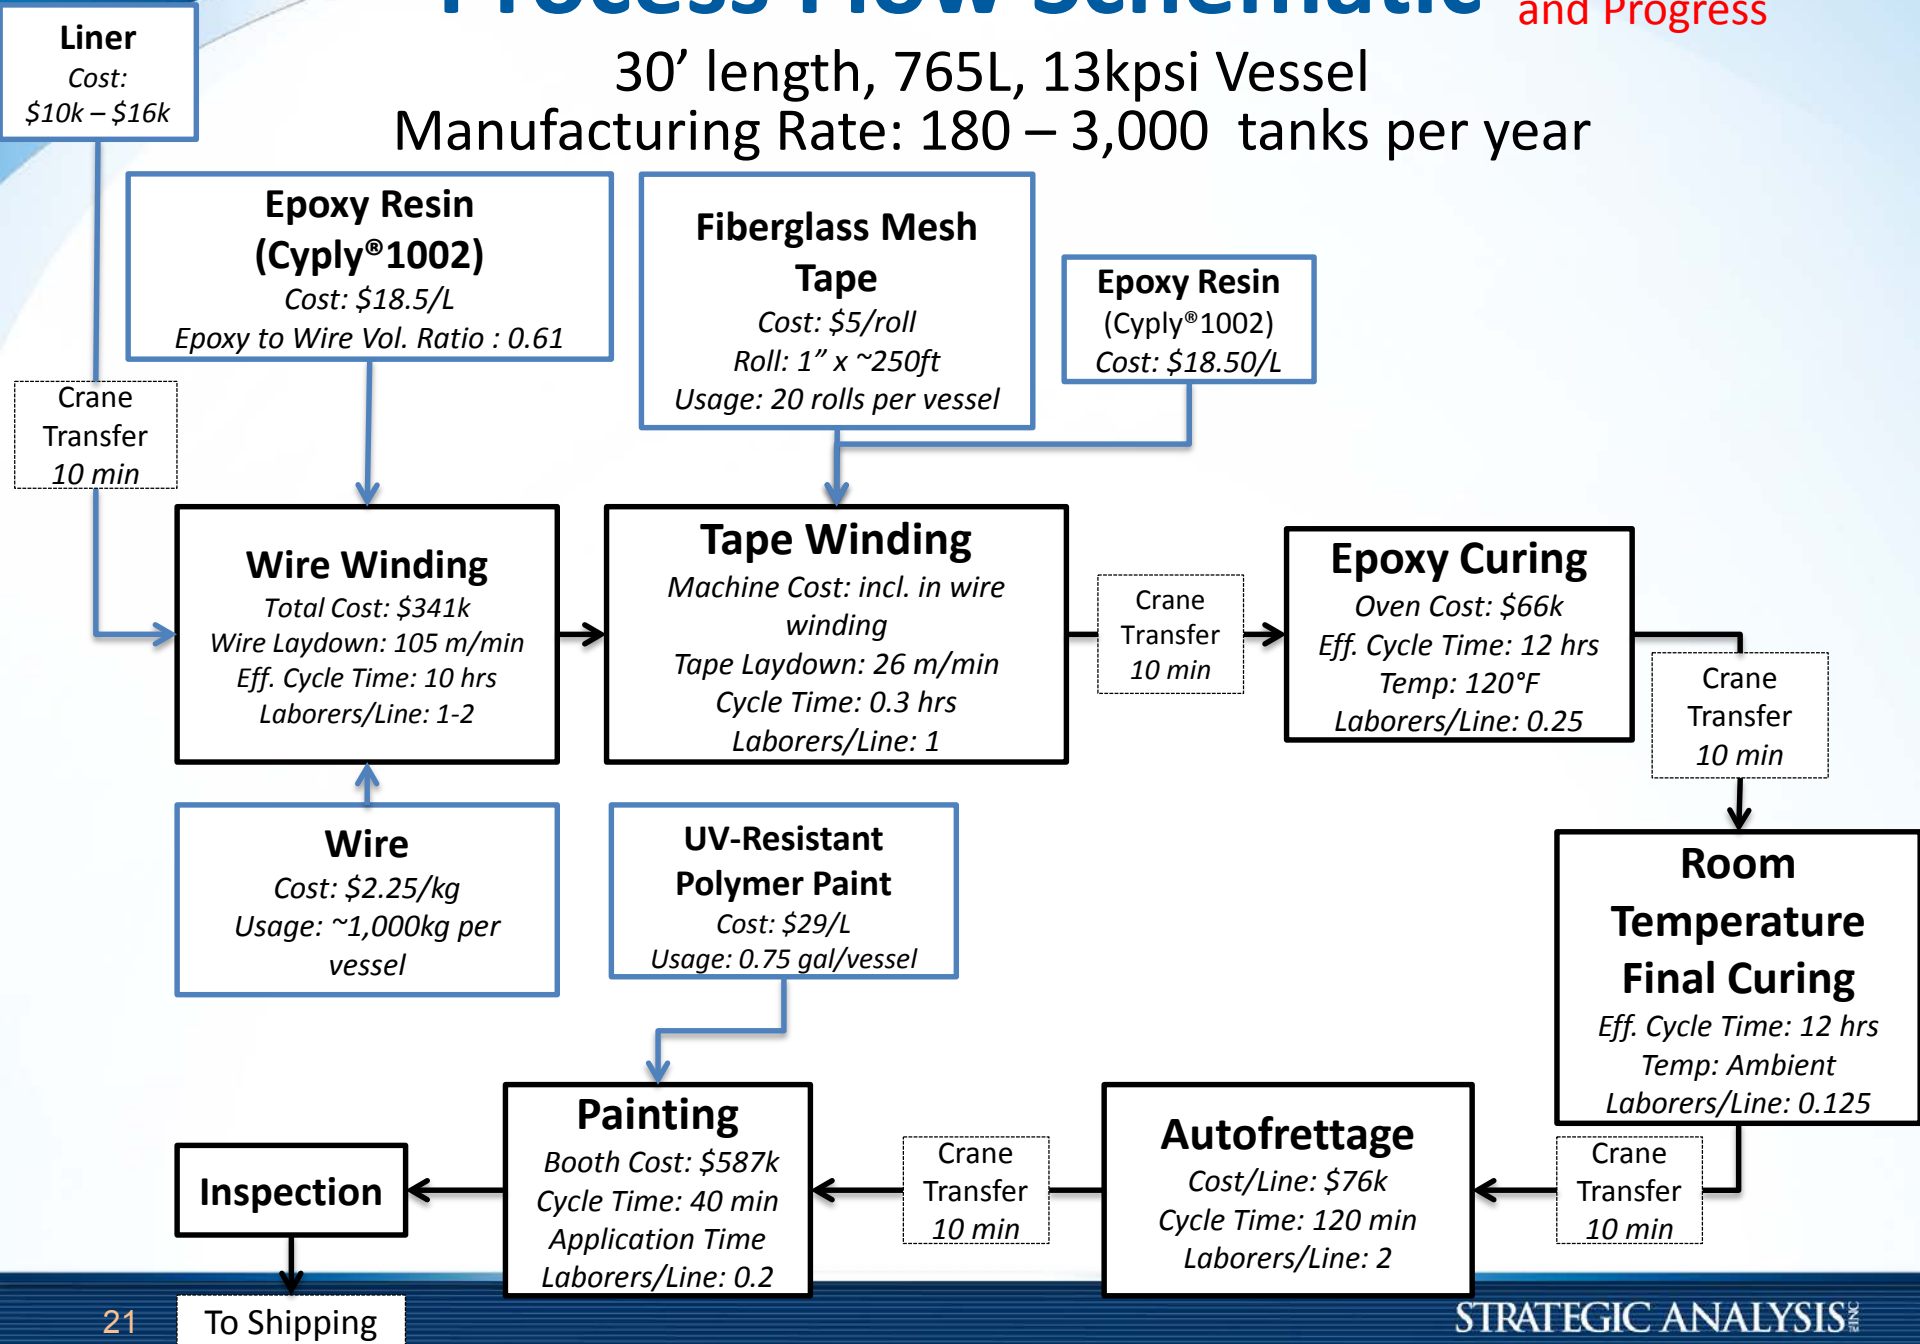 Process Flow Schematic
and Progress
30’ length, 765L, 13kpsi Vessel
Manufacturing Rate: 180 – 3,000 tanks per year
Liner
Cost:
$10k – $16k
Epoxy Resin
(Cyply®1002)
Cost: $18.5/L
Epoxy to Wire Vol. Ratio : 0.61
Fiberglass Mesh
Tape
Cost: $5/roll
Roll: 1” x ~250ft
Usage: 20 rolls per vessel
Epoxy Resin
(Cyply®1002)
Cost: $18.50/L
Crane
Transfer
10 min
Wire Winding
Total Cost: $341k
Wire Laydown: 105 m/min
Eff. Cycle Time: 10 hrs
Laborers/Line: 1-2
Tape Winding
Machine Cost: incl. in wire
winding
Tape Laydown: 26 m/min
Cycle Time: 0.3 hrs
Laborers/Line: 1
Crane
Transfer
10 min
Epoxy Curing
Oven Cost: $66k
Eff. Cycle Time: 12 hrs
Temp: 120°F
Laborers/Line: 0.25
Crane
Transfer
10 min
Wire
Cost: $2.25/kg
Usage: ~1,000kg per
vessel
UV-Resistant
Polymer Paint
Cost: $29/L
Usage: 0.75 gal/vessel
Room
Temperature
Final Curing
Eff. Cycle Time: 12 hrs
Temp: Ambient
Laborers/Line: 0.125
Inspection
Painting
Booth Cost: $587k
Cycle Time: 40 min
Application Time
Laborers/Line: 0.2
Crane
Transfer
10 min
Autofrettage
Cost/Line: $76k
Cycle Time: 120 min
Laborers/Line: 2
Crane
Transfer
10 min
21
To Shipping
STRATEGIC ANALYSIS INC